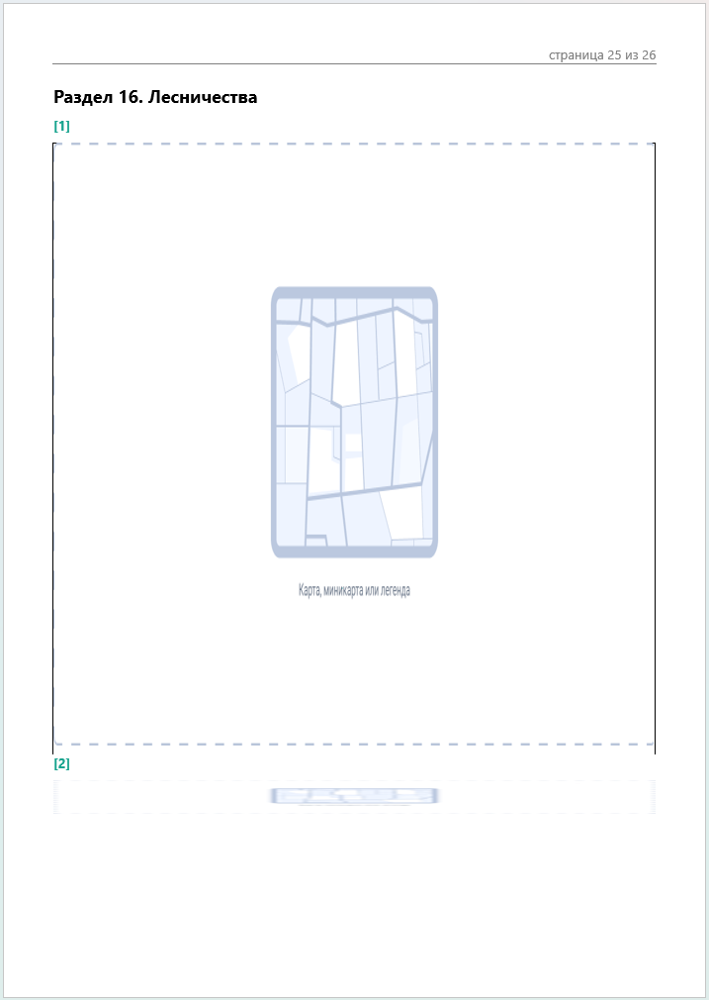 страница 25 из 26
Раздел 16. Лесничества
[1]
Карта, миникарта или легенда
[2]